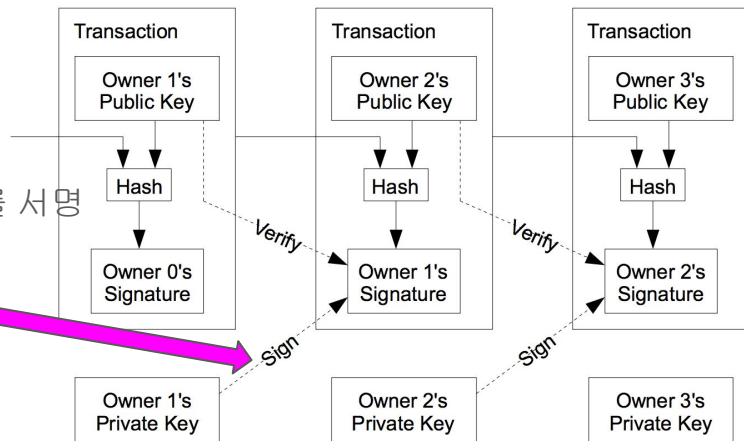 Transaction
Transaction
Transaction
Owner 1's
Public Key
Owner 2's
Public Key
Owner 3's
Public Key
Hash
Hash
Hash
서명
Verify
Verify
Owner 0's
Signature
Owner 1's
Signature
Owner 2's
Signature
Sign
Sign
Owner 1's
Private Key
Owner 2's
Private Key
Owner 3's
Private Key